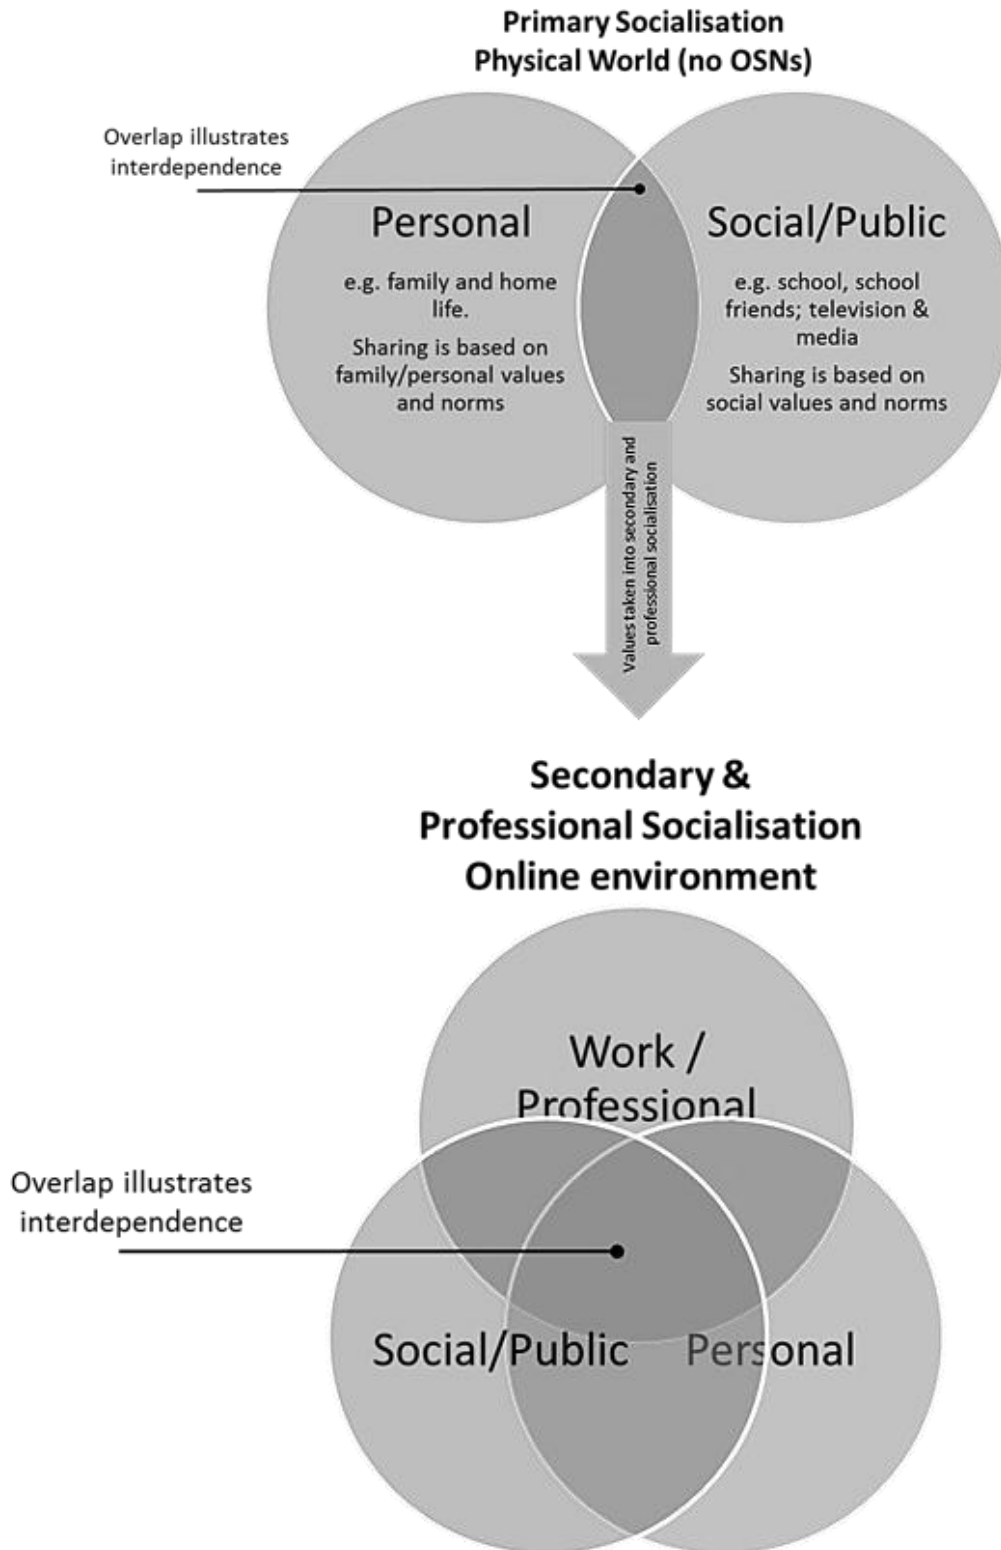 Primary Socialisation
Physical World (no OSNs)
Overlap illustrates
interdependence
Personal
e.g. family and home
life.
Sharing is based on
family/personal values
and norms
Social/Public
e.g. school, school
friends; television &
media
Sharing is based on
social values and norms
Values taken into secondary and
professional socialisation
Secondary &
Professional Socialisation
Online environment
Work /
Professional
Overlap illustrates
interdependence
Social/Public
Personal